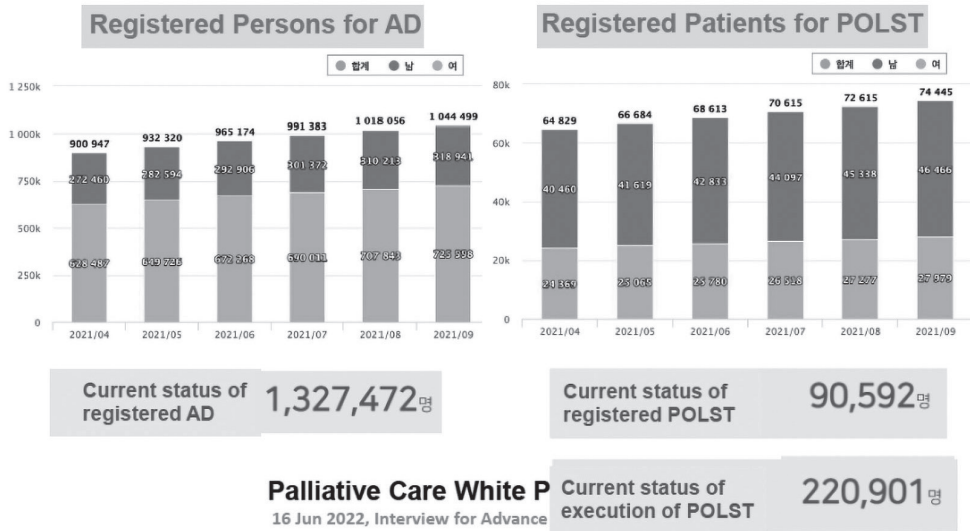 Registered Persons for AD
합계 남 여
1 250k
1 000k
750k
500k
250k
0
900 947
932 320
965 174
991 383
1 018 056
1 044 499
272 460
282 594
292 906
301 372
310 213
318 941
628 487
649 726
672 268
690 011
707 843
725 558
2021/04
2021/05
2021/06
2021/07
2021/08
2021/09
Current status of
registered AD
1,327,472명
Registered Patients for POLST
합계 남 여
80k
60k
40k
20k
0
64 829
66 684
68 613
70 615
72 615
74 445
40 460
41 619
42 833
44 097
45 338
46 466
24 369
25 065
25 780
26 518
27 277
27 979
2021/04
2021/05
2021/06
2021/07
2021/08
2021/09
Current status of
registered POLST
90,592명
Palliative Care White P
16 Jun 2022, Interview for Advance
Current status of
execution of POLST
220,901명